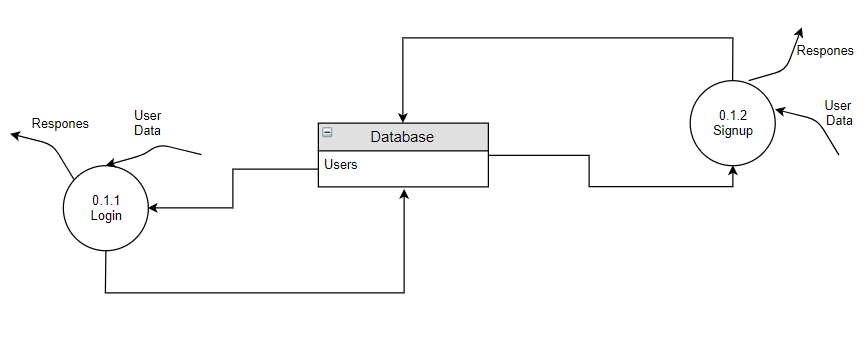 Respones
User
Data
0.1.1
Login
Database
Users
0.1.2
Signup
Respones
User
Data